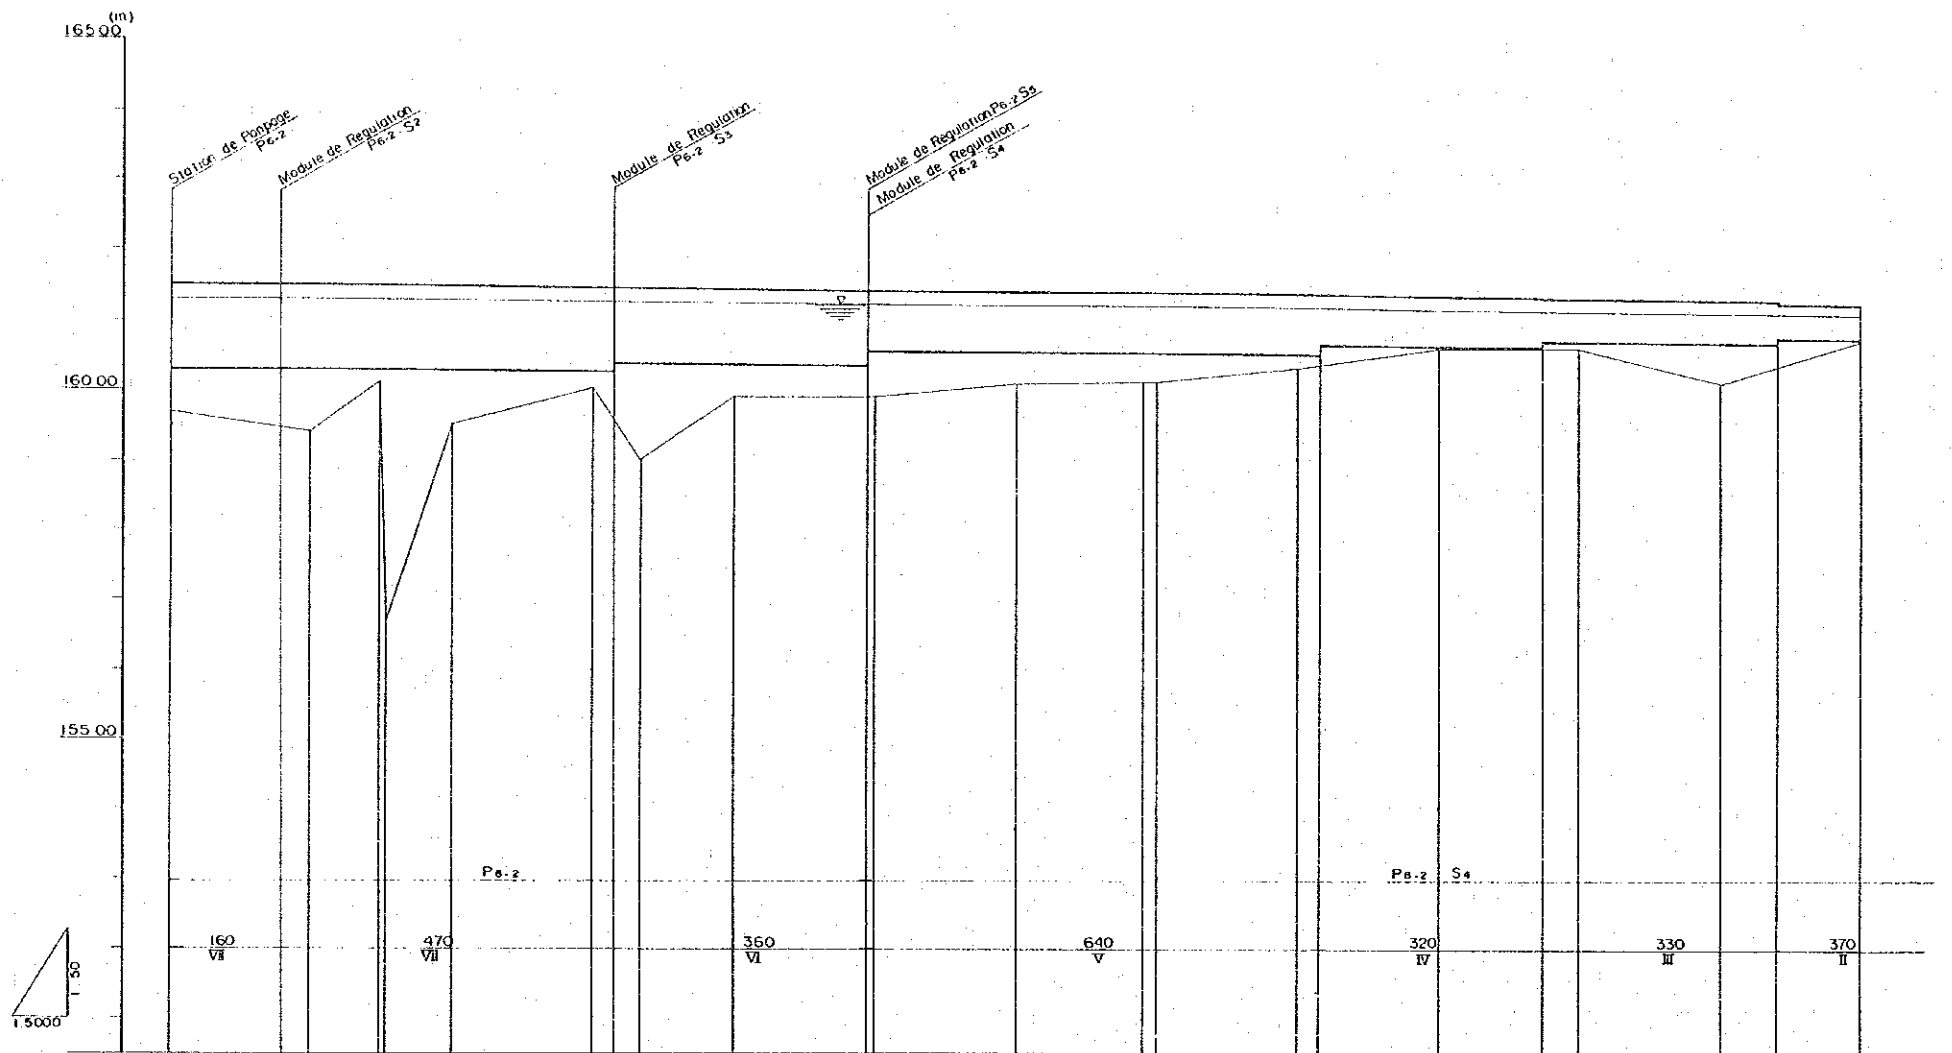 (m)
165.00
Station de Ponpage
P6-2
Module de Regulation
P6-2 S2
Module de Regulation
P6-2 S3
Module de Regulation P6-2 S5
Module de Regulation
P6-2 S4
160.00
155.00
P6-2
P6-2 S4
160
470
360
640
320
330
370
VII
VII
VI
V
IV
III
II
1.50
1.5000